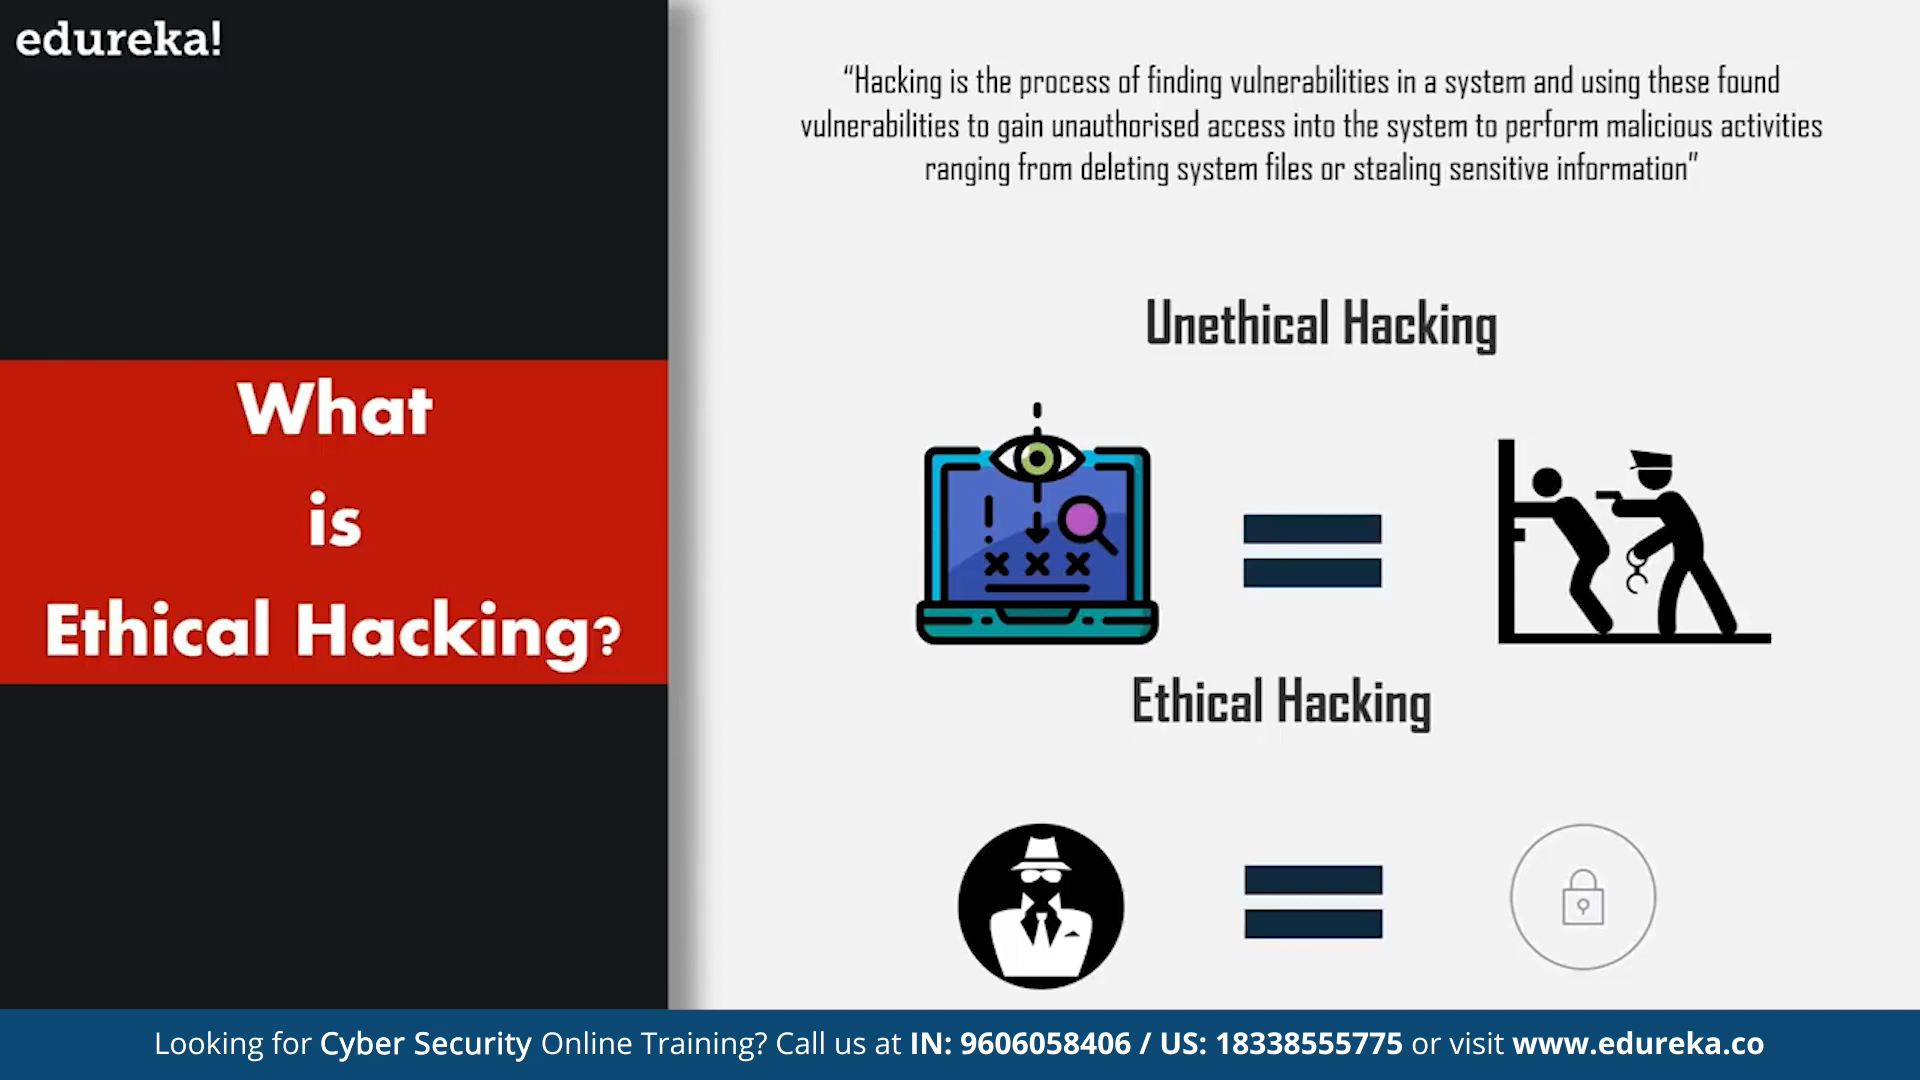 edureka!
“Hacking is the process of finding vulnerabilities in a system and using these found
vulnerabilities to gain unauthorised access into the system to perform malicious activities
ranging from deleting system files or stealing sensitive information”
Unethical Hacking
What
is
Ethical Hacking?
Ethical Hacking
Looking for Cyber Security Online Training? Call us at IN: 9606058406 / US: 18338555775 or visit www.edureka.co